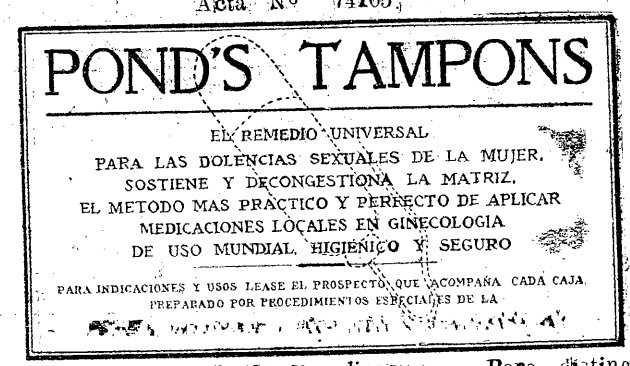 Acta Nº 74105.
POND'S TAMPONS
EL REMEDIO UNIVERSAL
PARA LAS DOLENCIAS SEXUALES DE LA MUJER.
SOSTIENE Y DECONGESTIONA LA MATRIZ.
EL METODO MAS PRACTICO Y PERFECTO DE APLICAR
MEDICACIONES LOCALES EN GINECOLOGIA
DE USO MUNDIAL, HIGIENICO Y SEGURO
PARA INDICACIONES Y USOS LEASE EL PROSPECTO QUE ACOMPAÑA CADA CAJA.
PREPARADO POR PROCEDIMIENTOS ESPECIALES DE LA